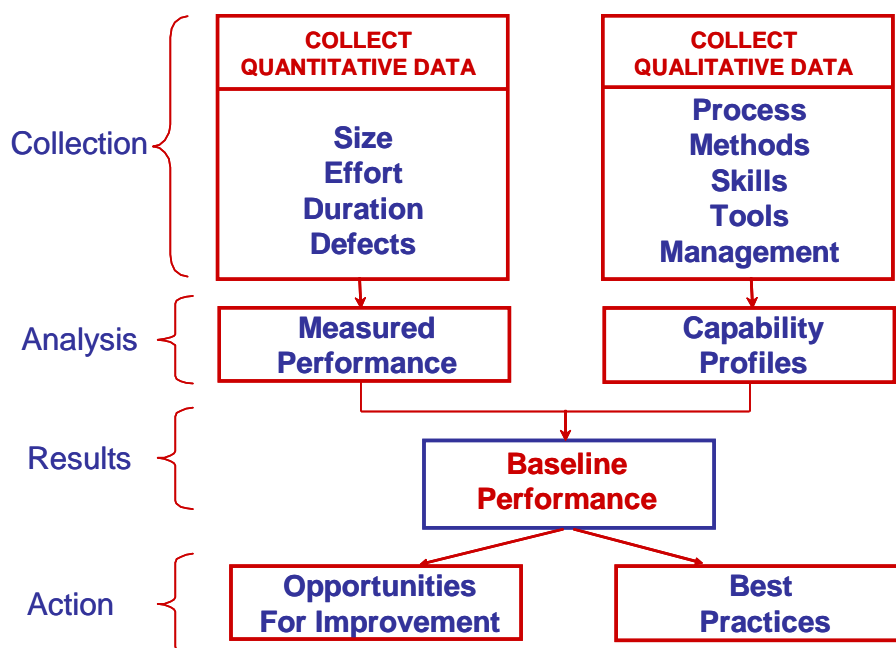 COLLECT
QUANTITATIVE DATA
COLLECT
QUALITATIVE DATA
Collection
Size
Effort
Duration
Defects
Process
Methods
Skills
Tools
Management
Analysis
Measured
Performance
Capability
Profiles
Results
Baseline
Performance
Action
Opportunities
For Improvement
Best
Practices